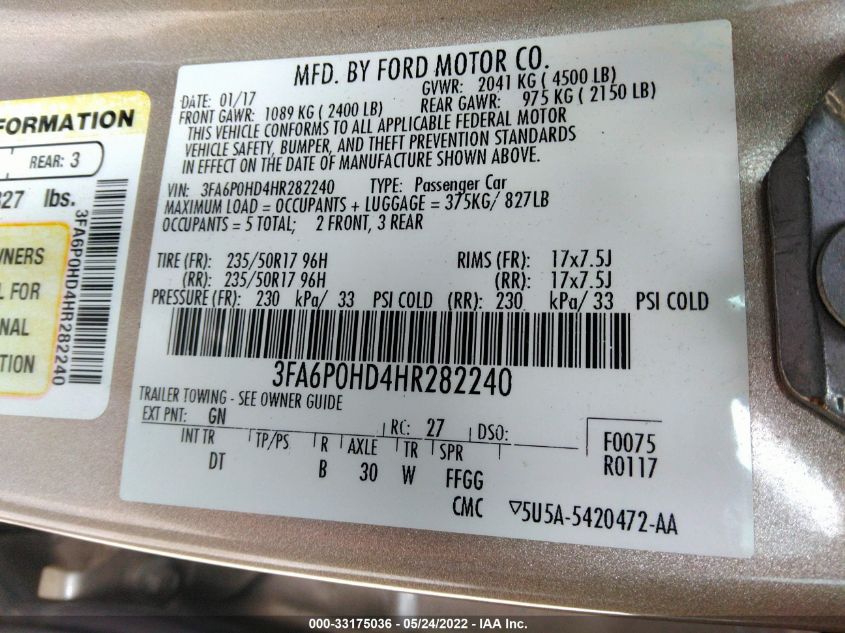 MFD. BY FORD MOTOR CO.
DATE: 01/17 GVWR: 2041 KG ( 4500 LB)
FRONT GAWR: 1089 KG ( 2400 LB) REAR GAWR: 975 KG ( 2150 LB)
THIS VEHICLE CONFORMS TO ALL APPLICABLE FEDERAL MOTOR
VEHICLE SAFETY, BUMPER, AND THEFT PREVENTION STANDARDS
IN EFFECT ON THE DATE OF MANUFACTURE SHOWN ABOVE.
VIN: 3FA6P0HD4HR282240 TYPE: Passenger Car
MAXIMUM LOAD = OCCUPANTS + LUGGAGE = 375KG/ 827LB
OCCUPANTS = 5 TOTAL; 2 FRONT, 3 REAR
TIRE (FR): 235/50R17 96H RIMS (FR): 17x7.5J
(RR): 235/50R17 96H (RR): 17x7.5J
PRESSURE (FR): 230 kPa/ 33 PSI COLD (RR): 230 kPa/ 33 PSI COLD
3FA6P0HD4HR282240
TRAILER TOWING - SEE OWNER GUIDE
EXT PNT: GN RC: 27 DSO:
INT TR TP/PS R AXLE TR SPR
DT B 30 W FFGG
F0075
R0117
CMC ▽5U5A-5420472-AA
FORMATION
REAR: 3
827 lbs.
3FA6P0HD4HR282240
WNERS
L FOR
NAL
TION
000-33175036 - 05/24/2022 - IAA Inc.